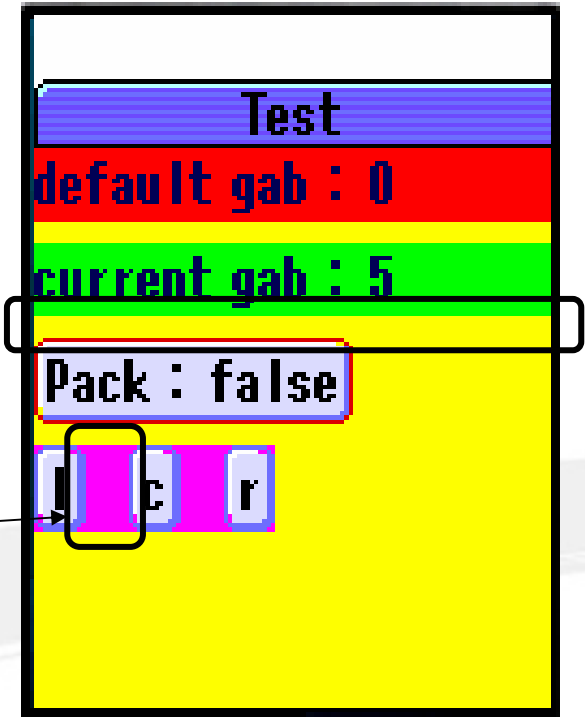 Test
default gab : 0
current gab : 5
Pack : false
l c r